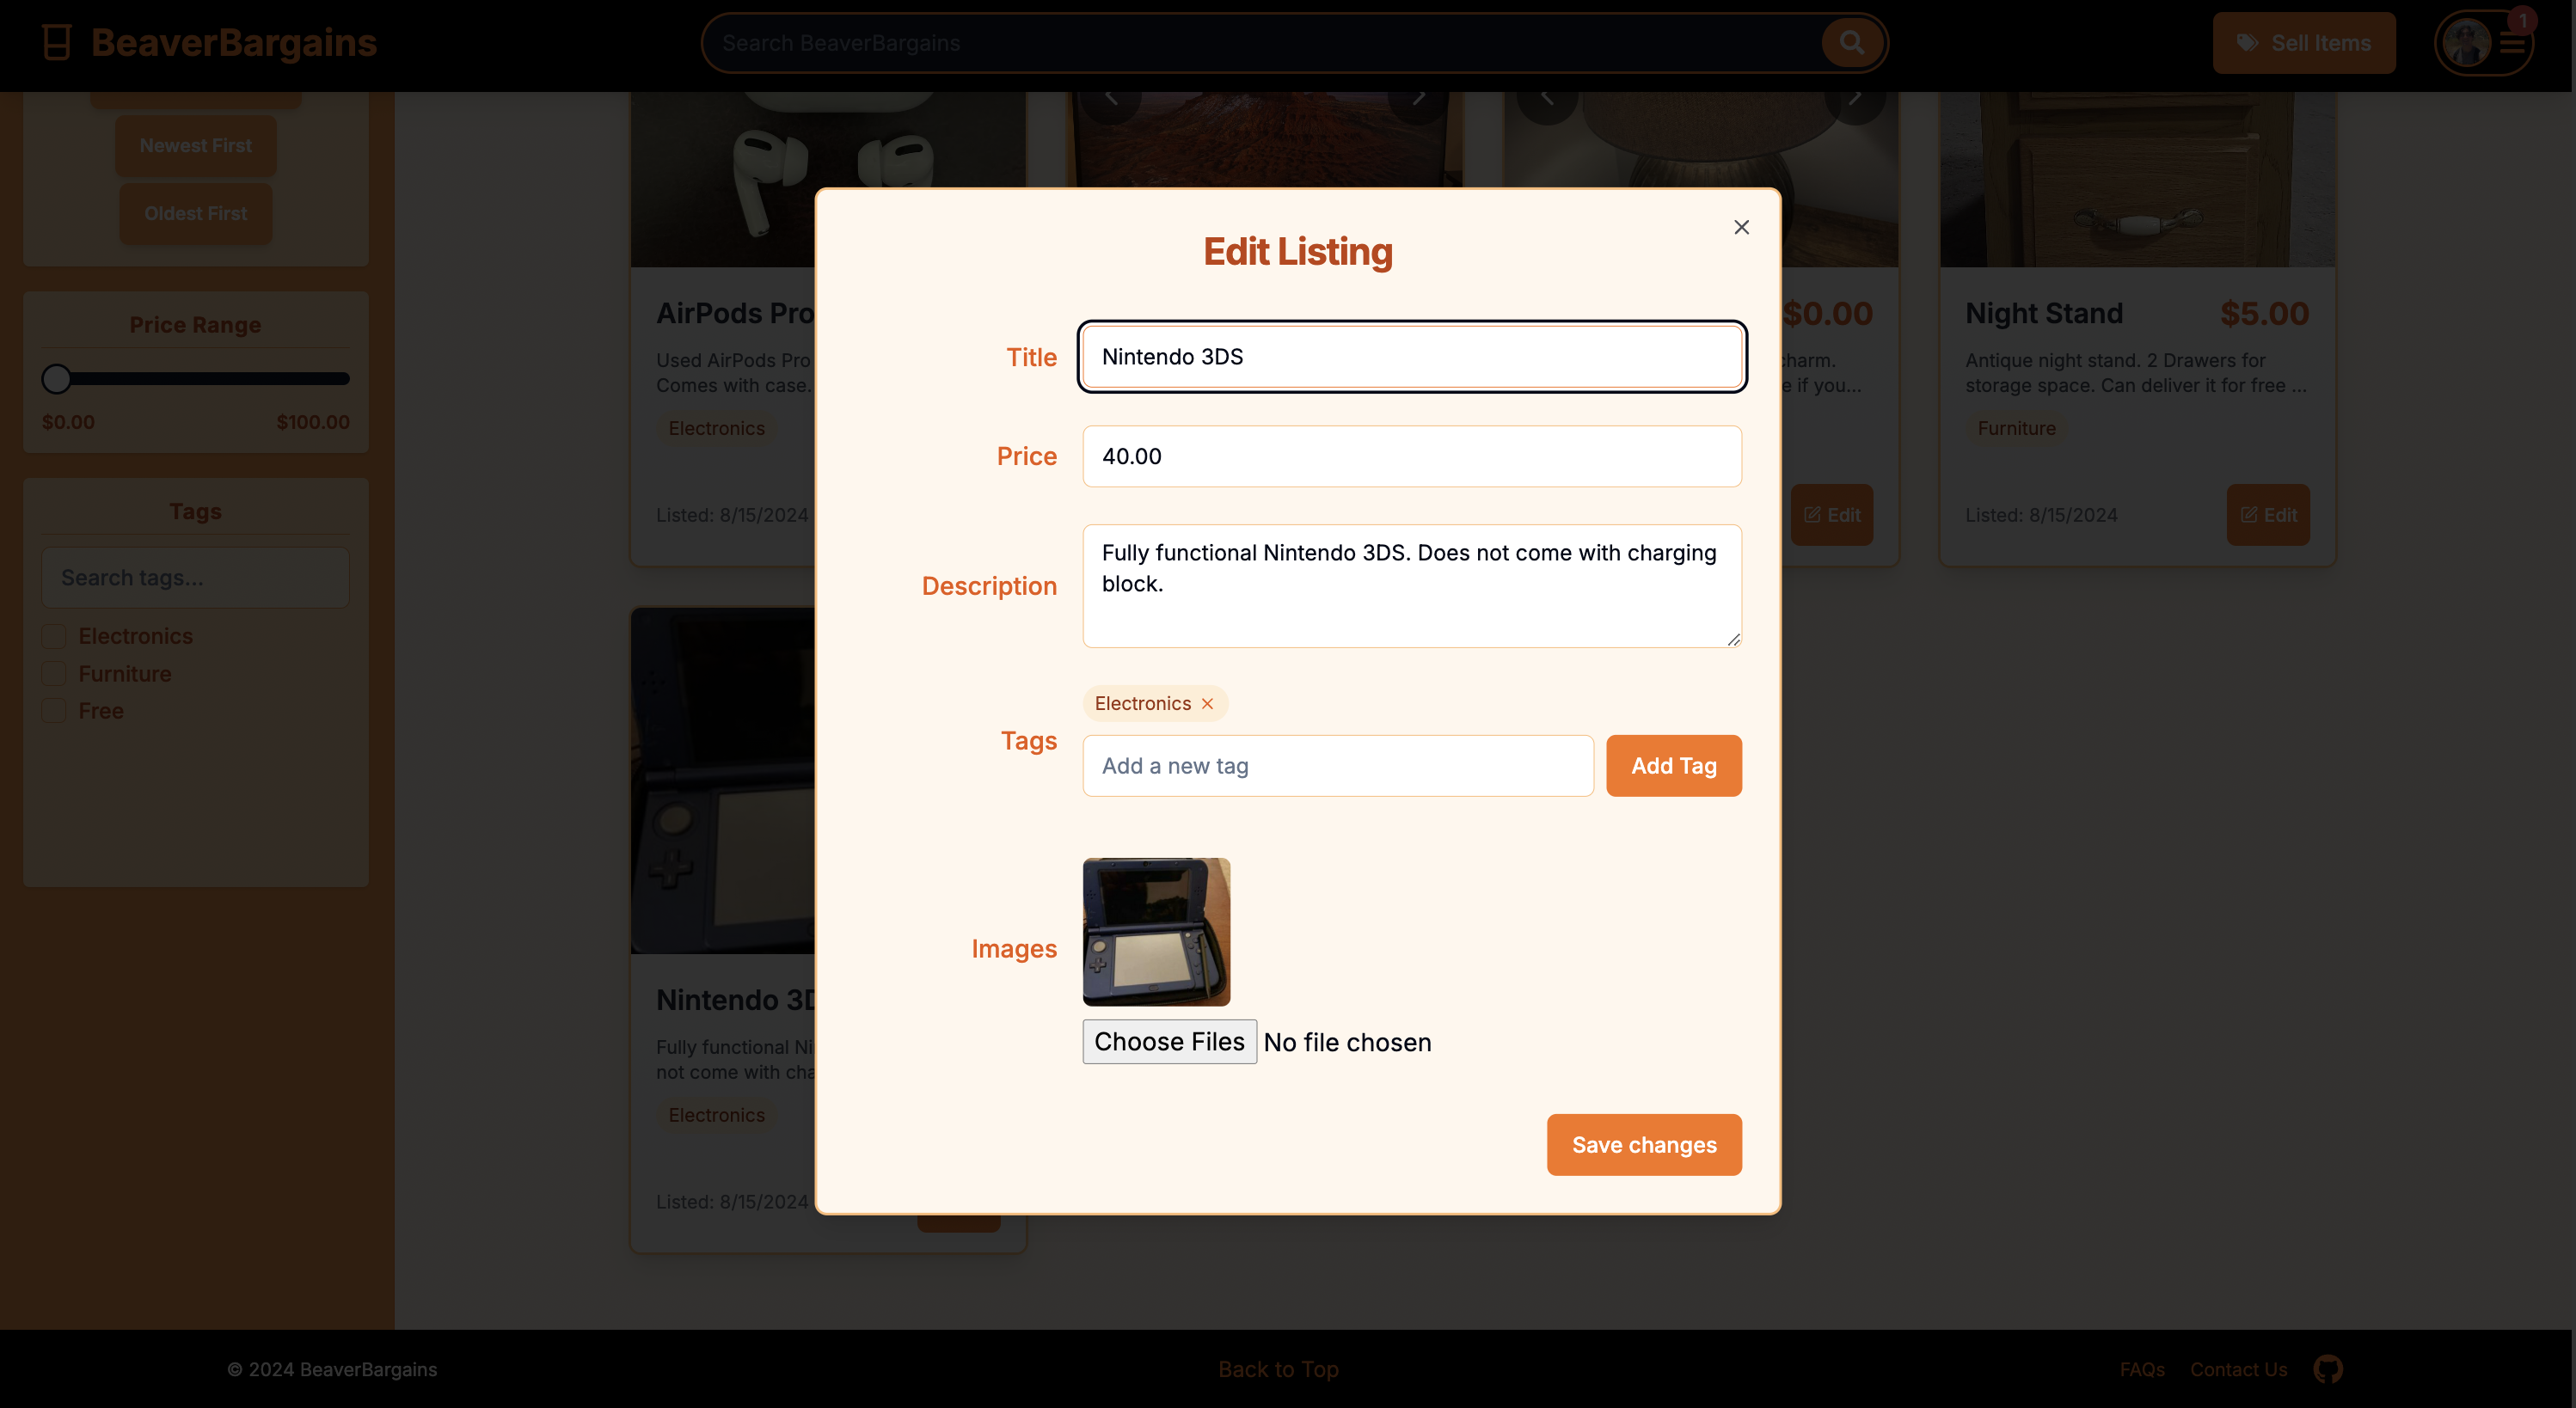 BeaverBargains
Search BeaverBargains
Sell Items
1
Newest First
Oldest First
Price Range
$0.00
$100.00
Tags
Search tags...
Electronics
Furniture
Free
AirPods Pro
Used AirPods Pro
Comes with case.
Electronics
Listed: 8/15/2024
$0.00
charm.
e if you...
Edit
Night Stand
$5.00
Antique night stand. 2 Drawers for
storage space. Can deliver it for free ...
Furniture
Listed: 8/15/2024
Edit
Nintendo 3D
Fully functional Ni
not come with cha
Electronics
Listed: 8/15/2024
Edit Listing
Title
Nintendo 3DS
Price
40.00
Description
Fully functional Nintendo 3DS. Does not come with charging
block.
Tags
Electronics
Add a new tag
Add Tag
Images
Choose Files
No file chosen
Save changes
© 2024 BeaverBargains
Back to Top
FAQs
Contact Us